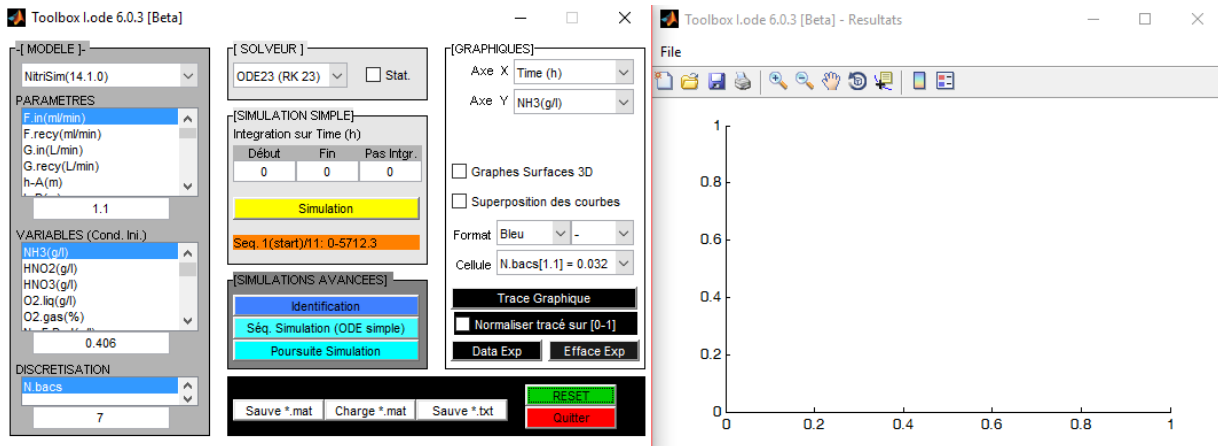 Toolbox I.ode 6.0.3 [Beta]
-[ MODELE ]-
NitriSim(14.1.0)
PARAMETRES
F.in(ml/min)
F.recy(ml/min)
G.in(L/min)
G.recy(L/min)
h-A(m)
1.1
VARIABLES (Cond. Ini.)
NH3(g/l)
HNO2(g/l)
HNO3(g/l)
O2.liq(g/l)
O2.gas(%)
0.406
DISCRETISATION
N.bacs
7
[ SOLVEUR ]
ODE23 (RK 23)
Stat.
[SIMULATION SIMPLE]
Integration sur Time (h)
Début Fin Pas Intgr.
0 0 0
Simulation
Seq. 1(start)/11: 0-5712.3
[SIMULATIONS AVANCEES]
Identification
Séq. Simulation (ODE simple)
Poursuite Simulation
[GRAPHIQUES]
Axe X Time (h)
Axe Y NH3(g/l)
Graphes Surfaces 3D
Superposition des courbes
Format Bleu -
Cellule N.bacs[1.1] = 0.032
Trace Graphique
Normaliser tracé sur [0-1]
Data Exp Efface Exp
Sauve *.mat Charge *.mat Sauve *.txt
RESET
Quitter
Toolbox I.ode 6.0.3 [Beta] - Resultats
File
1
0.8
0.6
0.4
0.2
0
0 0.2 0.4 0.6 0.8 1